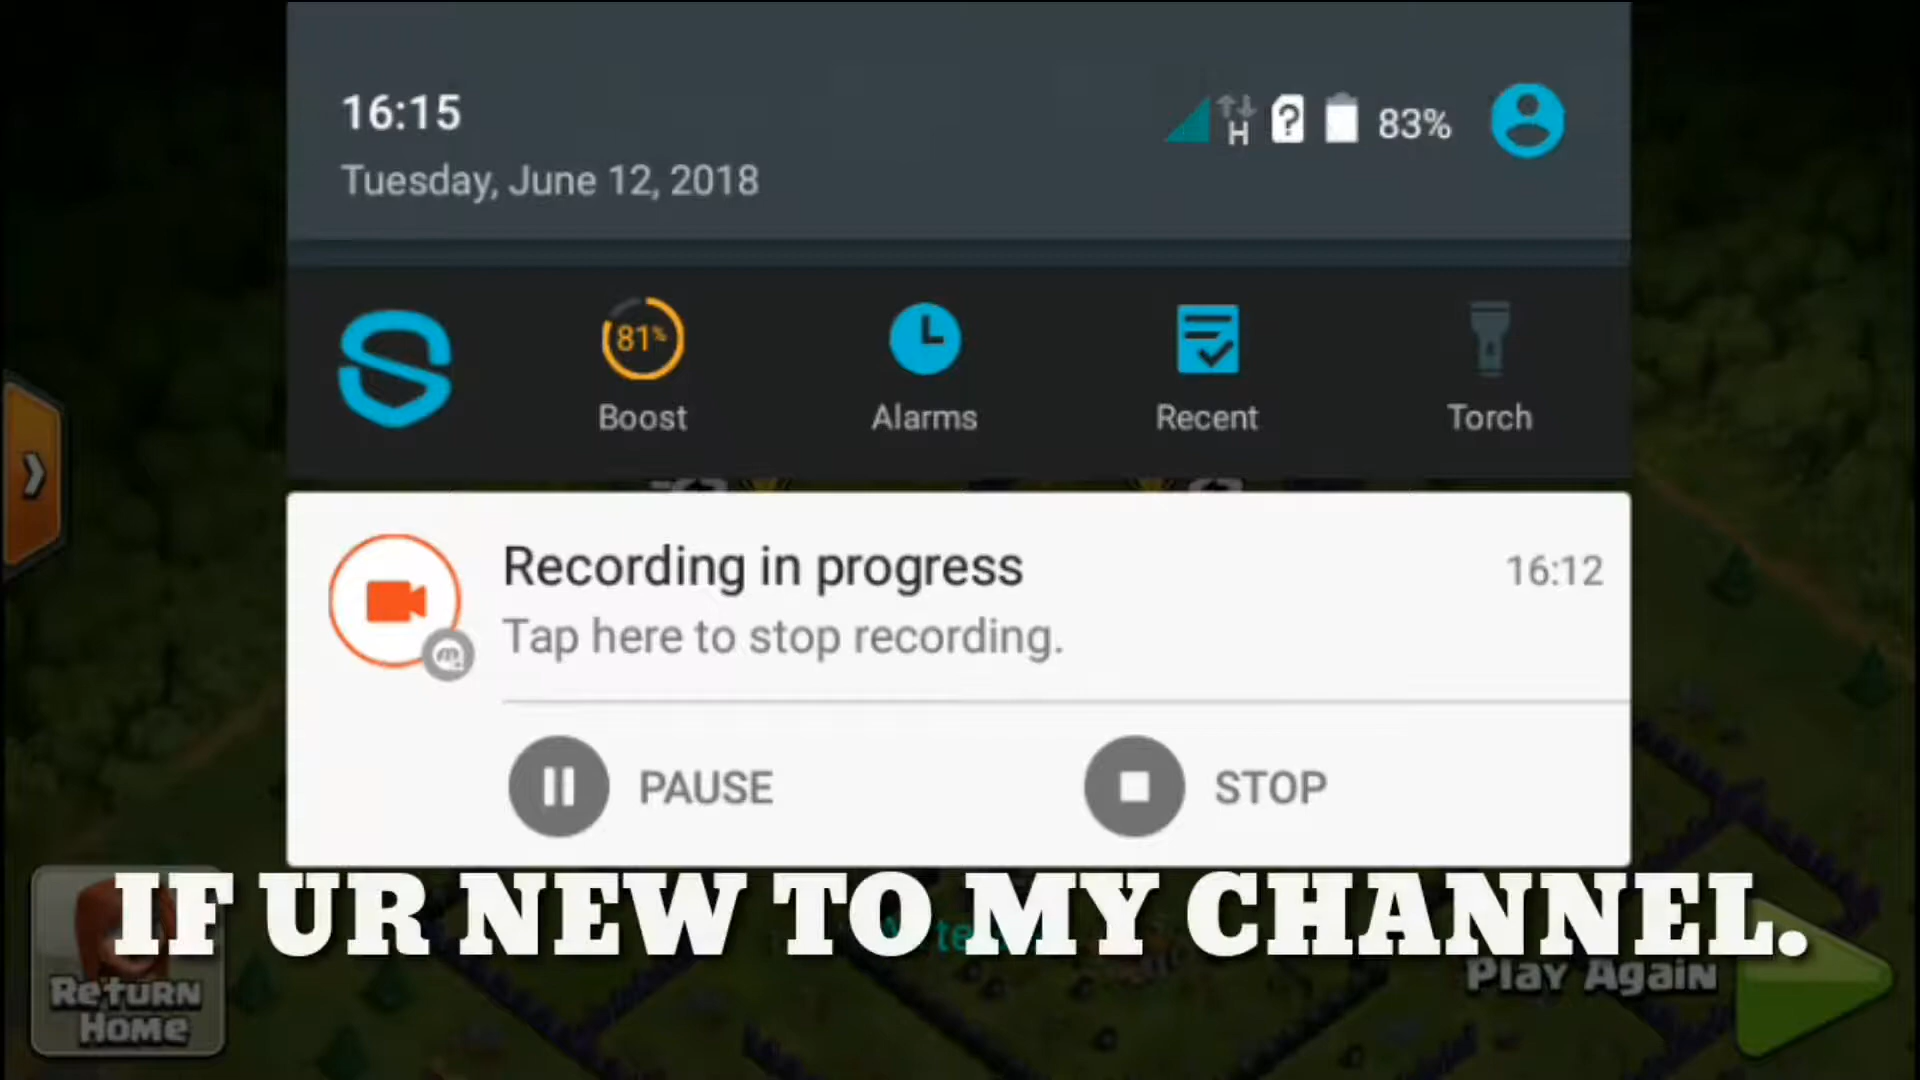 16:15
H
?
83%
Tuesday, June 12, 2018
81%
Boost
Alarms
Recent
Torch
Recording in progress
16:12
Tap here to stop recording.
PAUSE
STOP
IF UR NEW TO MY CHANNEL.
Return
Home
Play Again